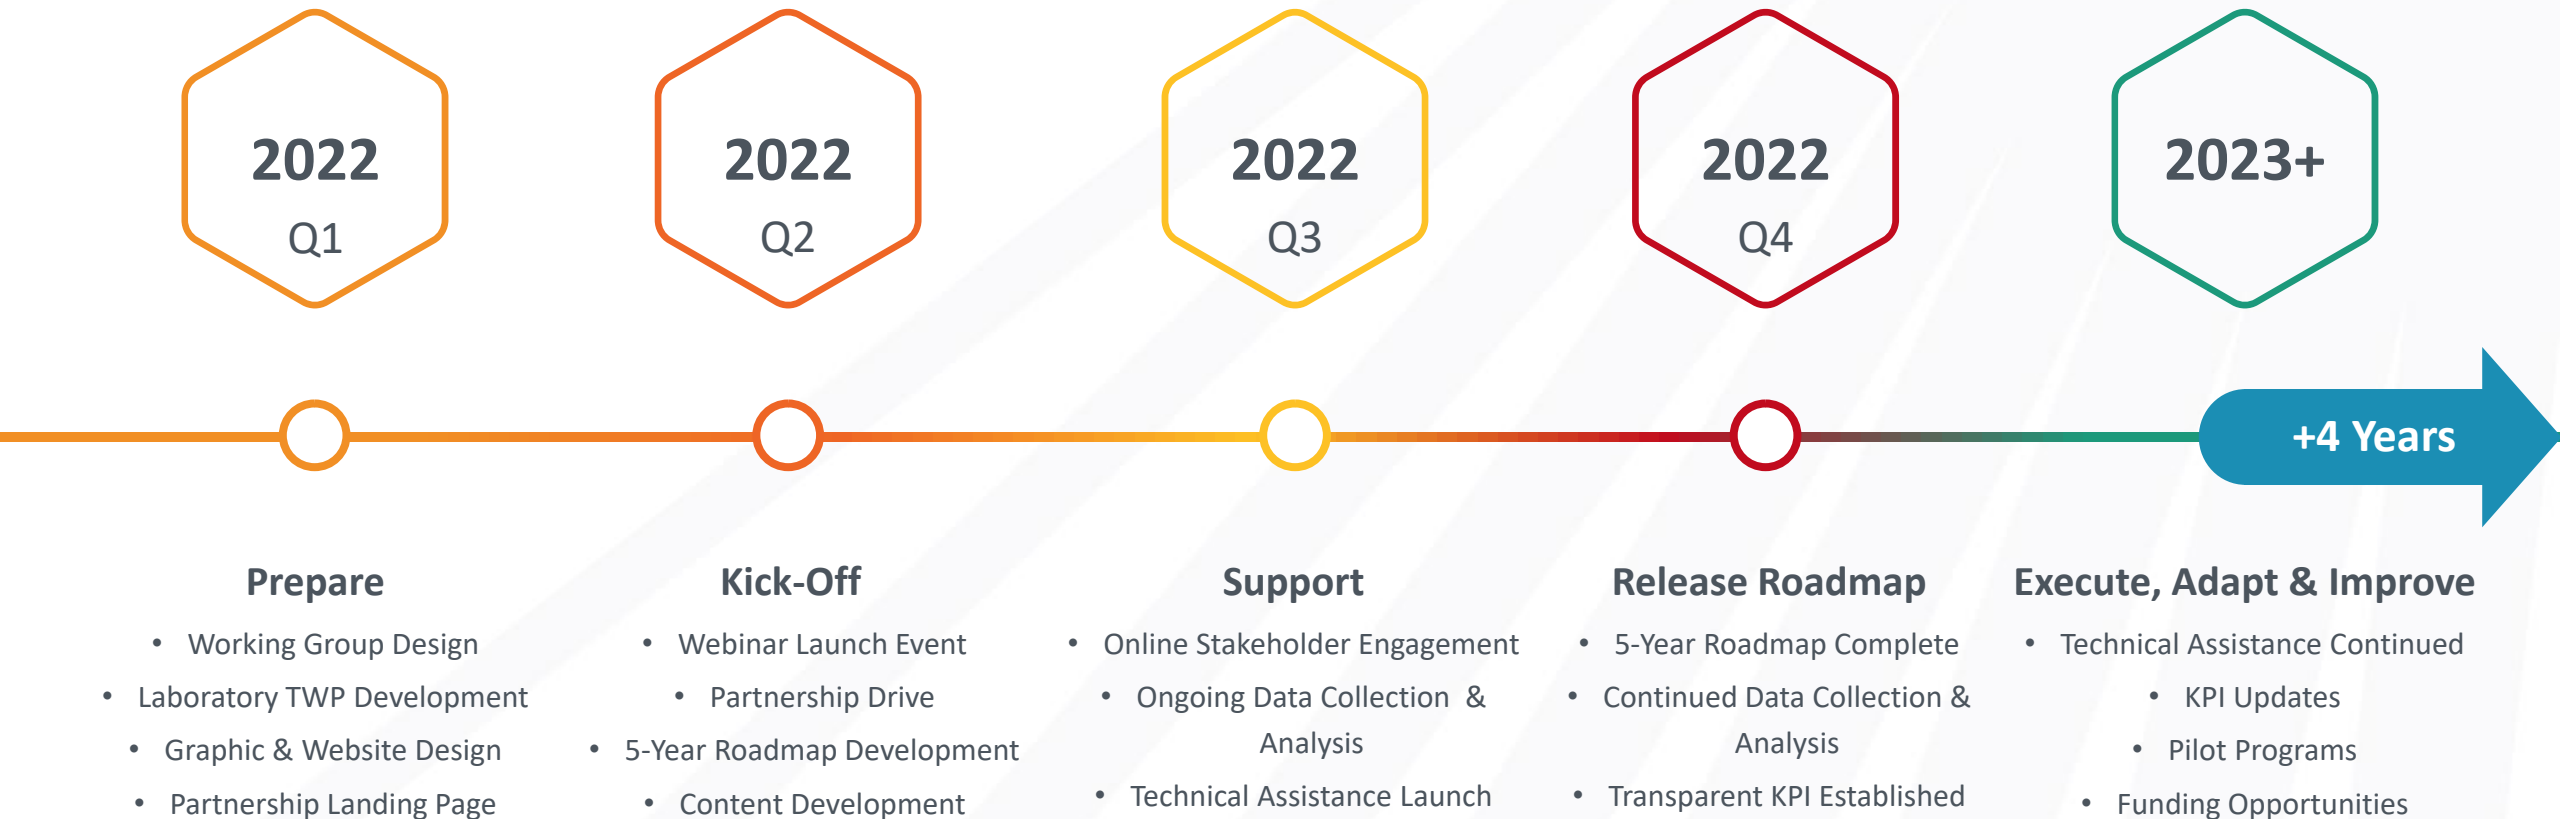 2022
Q1
2022
Q2
2022
Q3
2022
Q4
2023+
+4 Years
Prepare
• Working Group Design
• Laboratory TWP Development
• Graphic & Website Design
• Partnership Landing Page
Kick-Off
• Webinar Launch Event
• Partnership Drive
• 5-Year Roadmap Development
• Content Development
Support
• Online Stakeholder Engagement
• Ongoing Data Collection &
Analysis
• Technical Assistance Launch
Release Roadmap
• 5-Year Roadmap Complete
• Continued Data Collection &
Analysis
• Transparent KPI Established
Execute, Adapt & Improve
• Technical Assistance Continued
• KPI Updates
• Pilot Programs
• Funding Opportunities